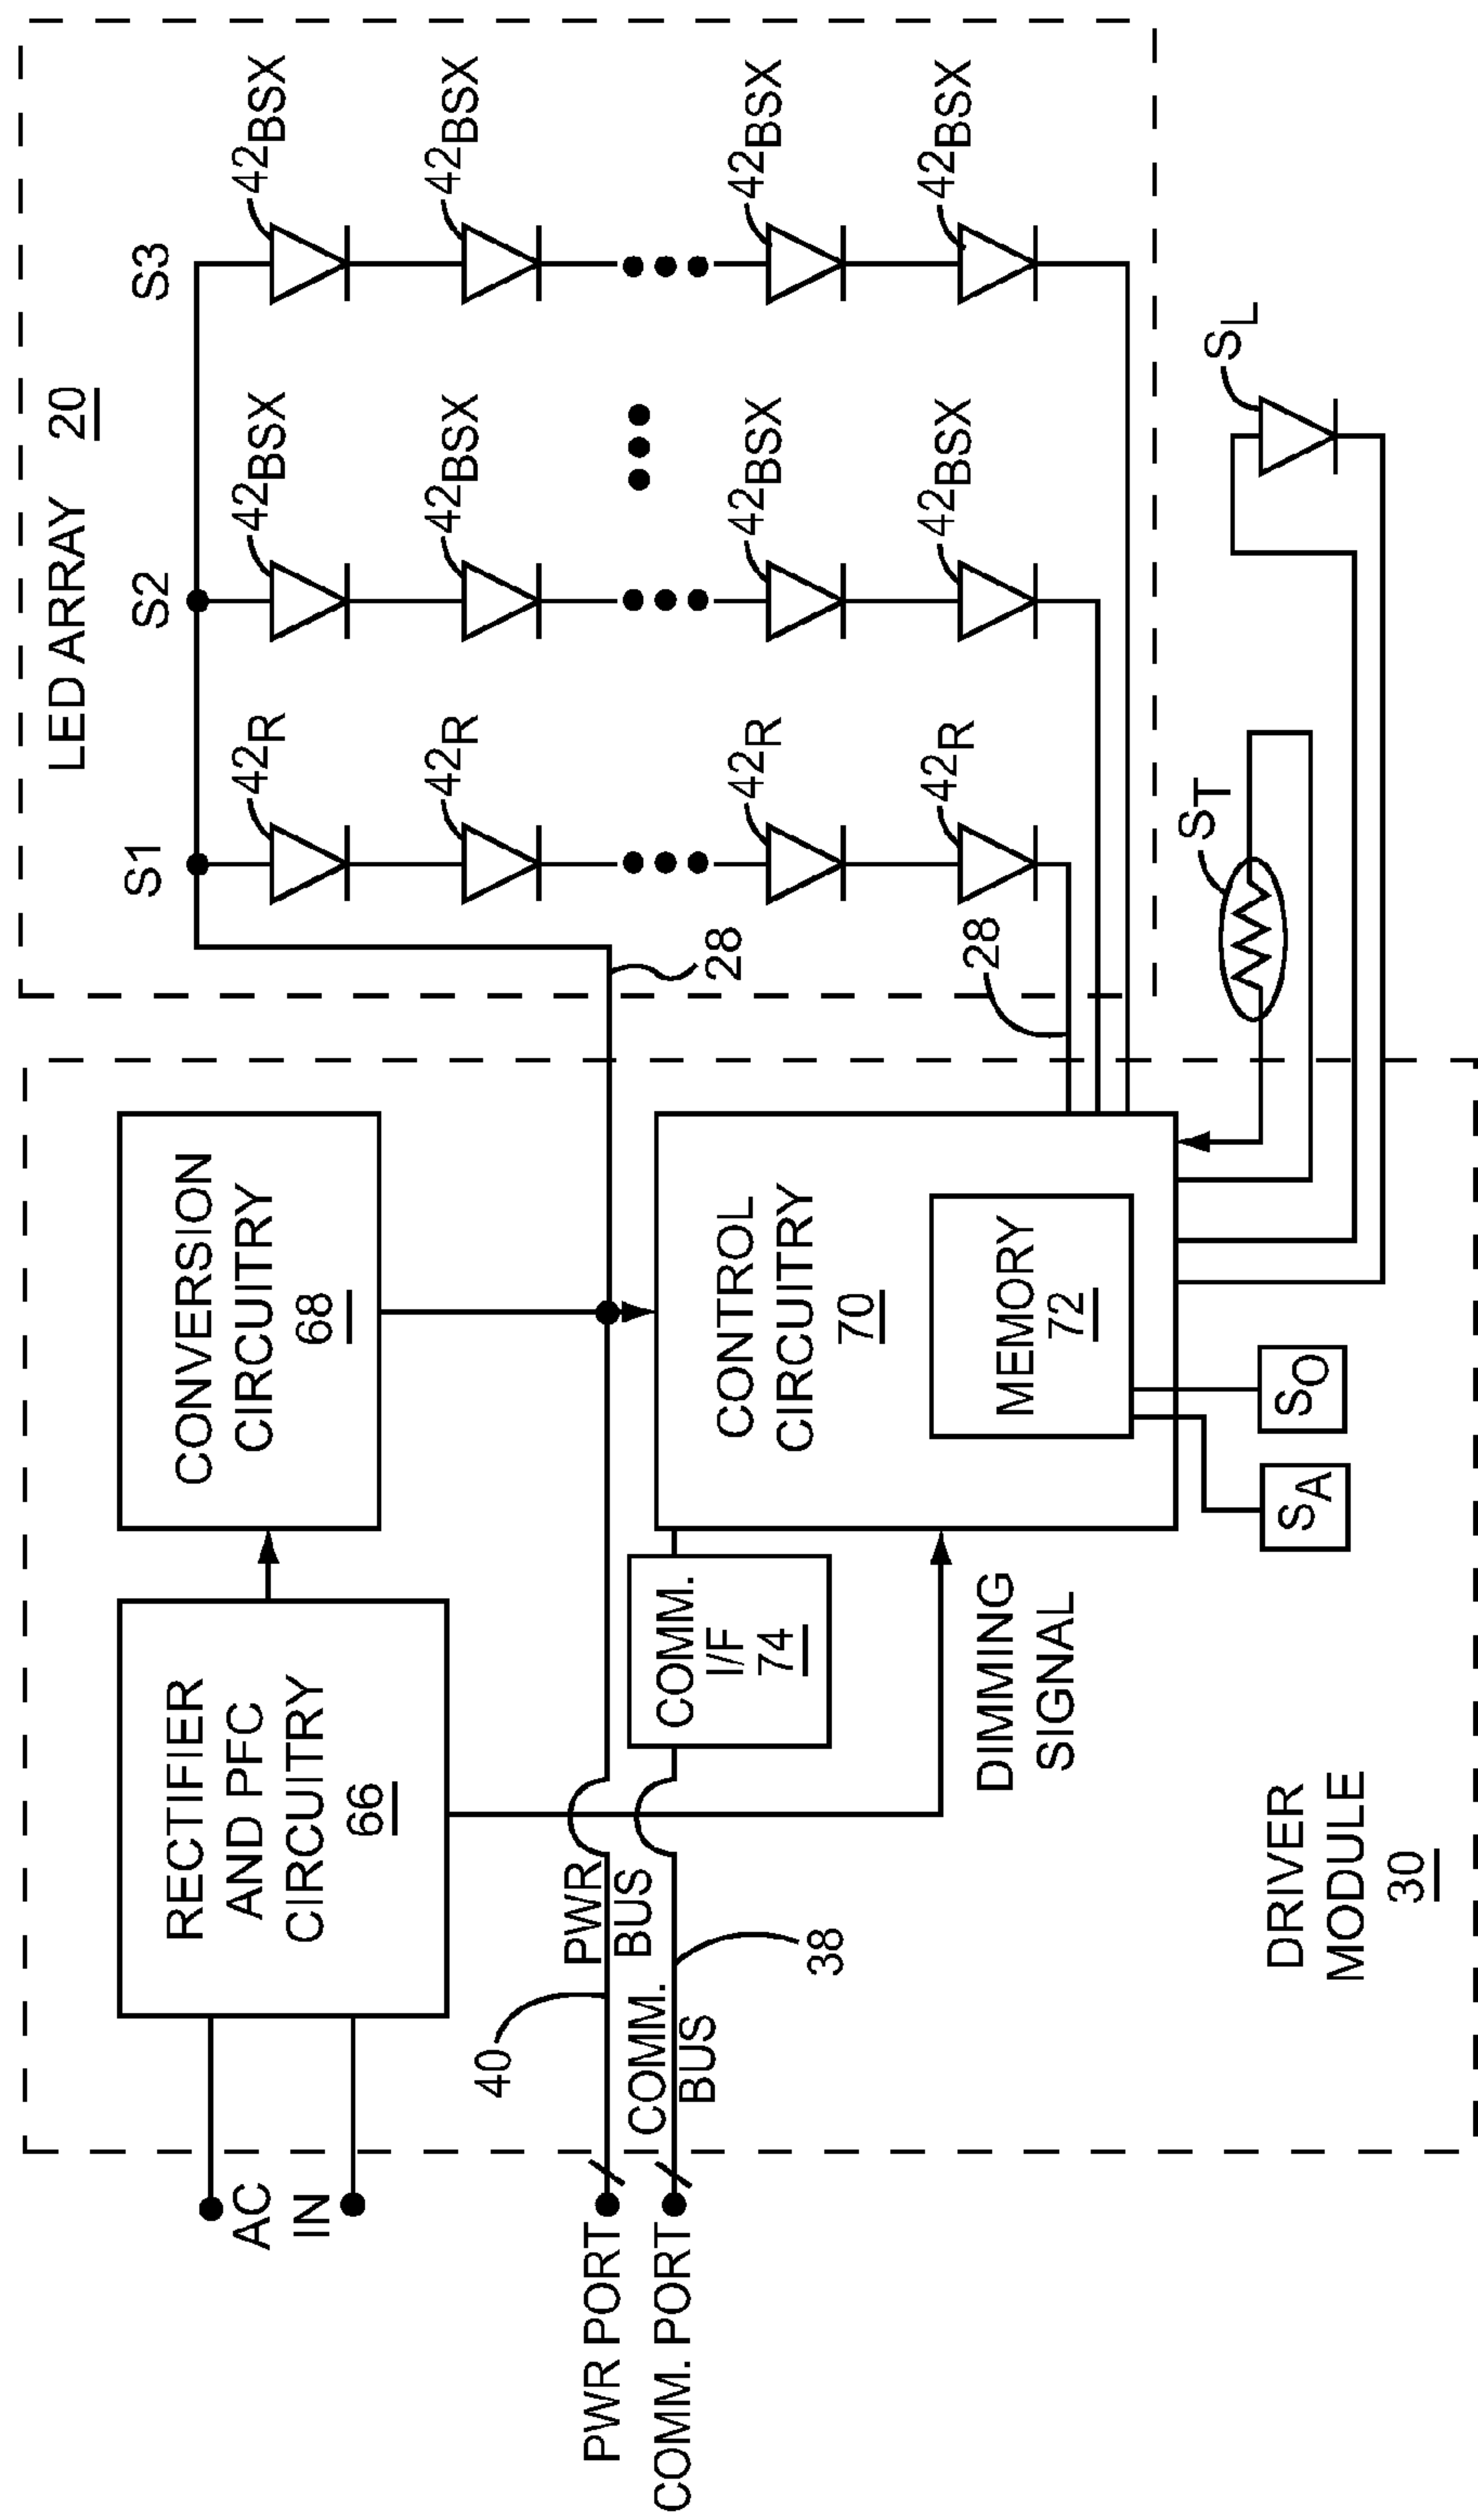 LED ARRAY 20
S1
S2
S3
42R
42BSX
42BSX
42R
42BSX
42BSX
42R
42BSX
42BSX
42R
42BSX
42BSX
28
28
ST
SL
AC
IN
RECTIFIER
AND PFC
CIRCUITRY
66
CONVERSION
CIRCUITRY
68
40
PWR
BUS
PWR PORT
COMM. PORT
COMM.
BUS
38
COMM.
I/F
74
CONTROL
CIRCUITRY
70
MEMORY
72
DIMMING
SIGNAL
SA
SO
DRIVER
MODULE
30